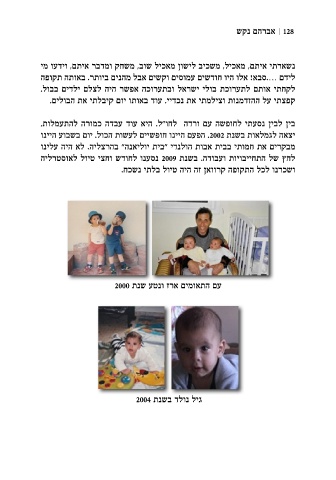 128 | אברהם נקש
נשארתי איתם, מאכיל, משכיב לישון מאכיל שוב, משחק ומדבר איתם, וידעו מי
לידם ….סבא: אלו היו חודשים עמוסים וקשים אבל מהנים ביותר. באותה תקופה
לקחתי אותם לתערוכת בולי ישראל ובתערוכה אפשר היה לצלם ילדים בבול,
קפצתי על ההזדמנות וצילמתי את נכדיי. עוד באותו יום קיבלתי את הבולים.
בין לבין נסעתי לחופשה עם ורדה לחו״ל. היא עוד עבדה כמורה להתעמלות,
יצאה לגמלאות בשנת 2002. הפעם היינו חופשיים לעשות הכול. יום בשבוע היינו
מבקרים את חמותי בבית אבות הולנדי ״בית יוליאנה״ בהרצליה. לא היה עלינו
לחץ של התחייבויות ועבודה. בשנת 2009 נסענו לחודש וחצי טיול לאוסטרליה
ושכרנו לכל התקופה קרוואן זה היה טיול בלתי נשכח.
עם התאומים ארז ונטע שנת 2000
גיל נולד בשנת 2004